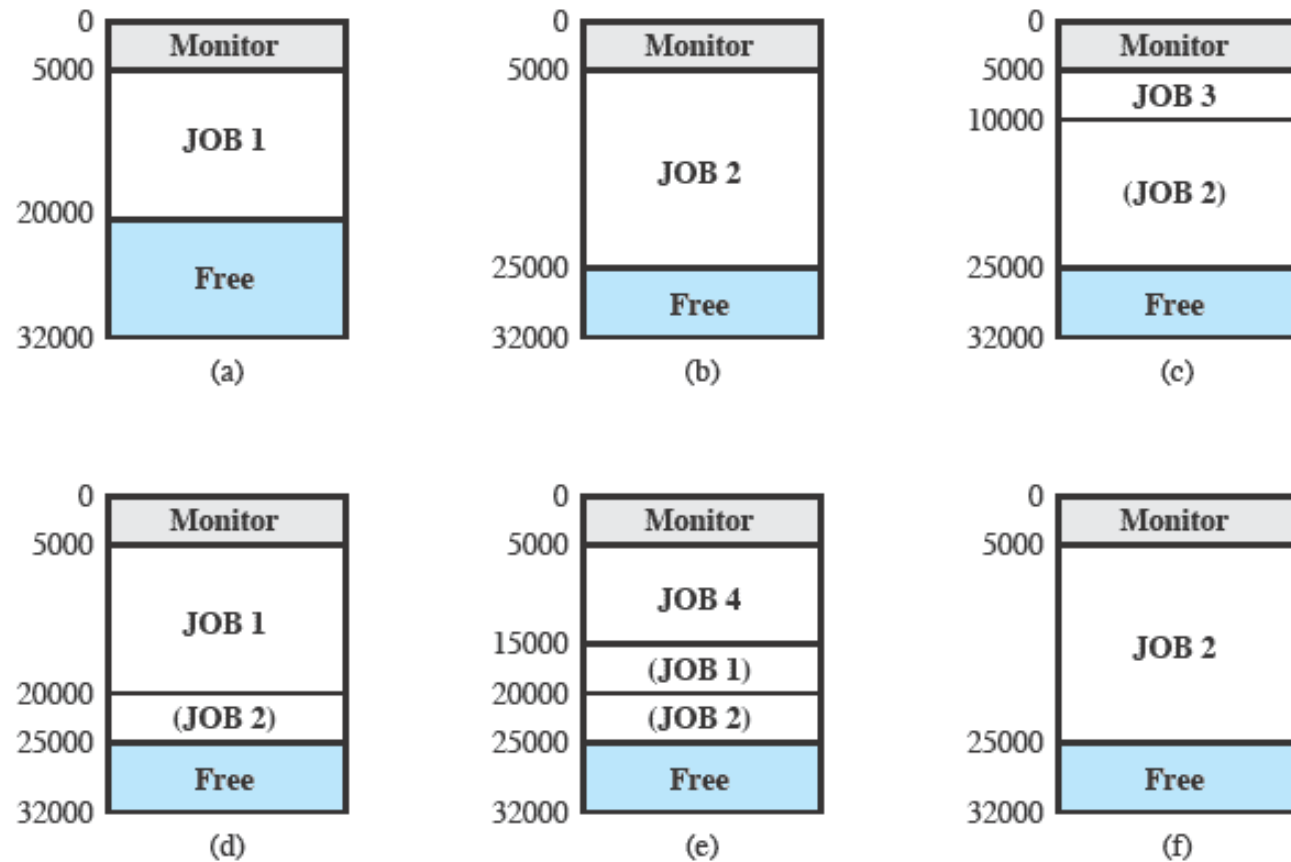 0
Monitor
5000
JOB 1
20000
Free
32000
(a)
0
Monitor
5000
JOB 2
25000
Free
32000
(b)
0
Monitor
5000
JOB 3
10000
(JOB 2)
25000
Free
32000
(c)
0
Monitor
5000
JOB 1
20000
(JOB 2)
25000
Free
32000
(d)
0
Monitor
5000
JOB 4
15000
(JOB 1)
20000
(JOB 2)
25000
Free
32000
(e)
0
Monitor
5000
JOB 2
25000
Free
32000
(f)